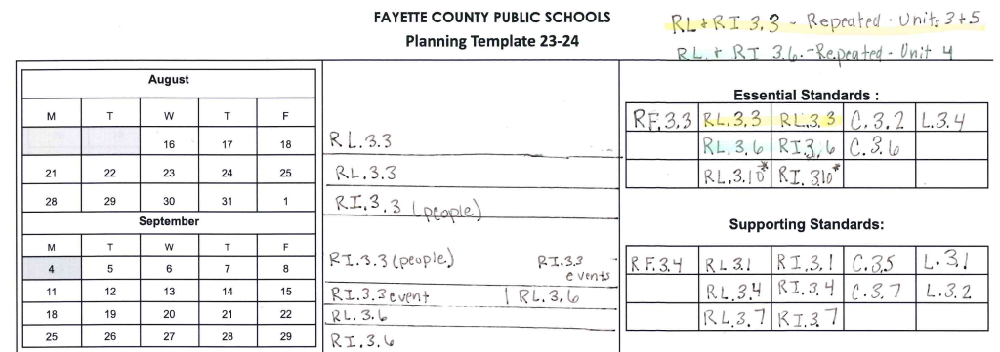 FAYETTE COUNTY PUBLIC SCHOOLS
Planning Template 23-24
RL+RI 3.3 - Repeated - Units 3+5
RL. + RI 3.6. - Repeated - Unit 4
August
M T W T F
16 17 18
21 22 23 24 25
28 29 30 31 1
September
M T W T F
4 5 6 7 8
11 12 13 14 15
18 19 20 21 22
25 26 27 28 29
RL.3.3
RL.3.3
RI.3.3 (people)
RI.3.3 (people) RI.3.3 events
RI.3.3 event | RL.3.6
RL.3.6
RI.3.6
Essential Standards :
RF.3.3 RL.3.3 RL.3.3 C.3.2 L.3.4
RL.3.6 RI.3.6 C.3.6
RL.3.10* RI.3.10*
Supporting Standards:
RF.3.4 RL.3.1 RI.3.1 C.3.5 L.3.1
RL.3.4 RI.3.4 C.3.7 L.3.2
RL.3.7 RI.3.7